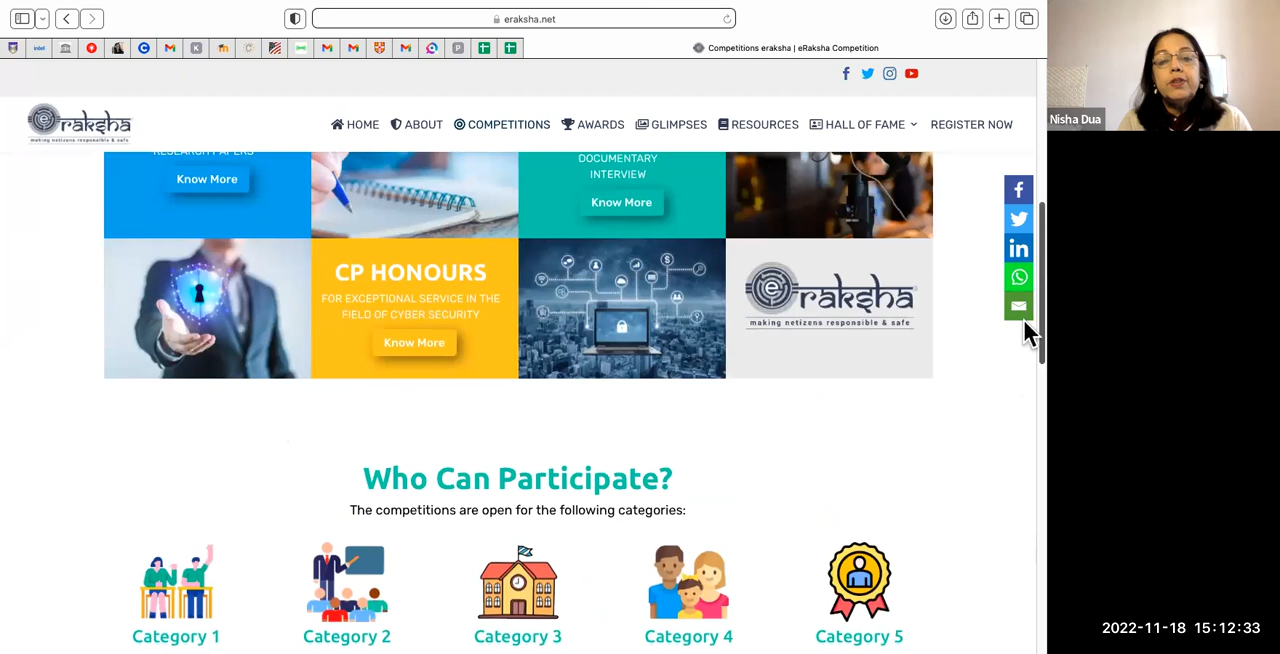 eraksha.net
intel
Competitions eraksha | eRaksha Competition
eraksha
making netizens responsible & safe
HOME
ABOUT
COMPETITIONS
AWARDS
GLIMPSES
RESOURCES
HALL OF FAME
REGISTER NOW
Nisha Dua
RESEARCH PAPERS
Know More
DOCUMENTARY
INTERVIEW
Know More
CP HONOURS
FOR EXCEPTIONAL SERVICE IN THE
FIELD OF CYBER SECURITY
Know More
eraksha
making netizens responsible & safe
Who Can Participate?
The competitions are open for the following categories:
Category 1
Category 2
Category 3
Category 4
Category 5
2022-11-18 15:12:33